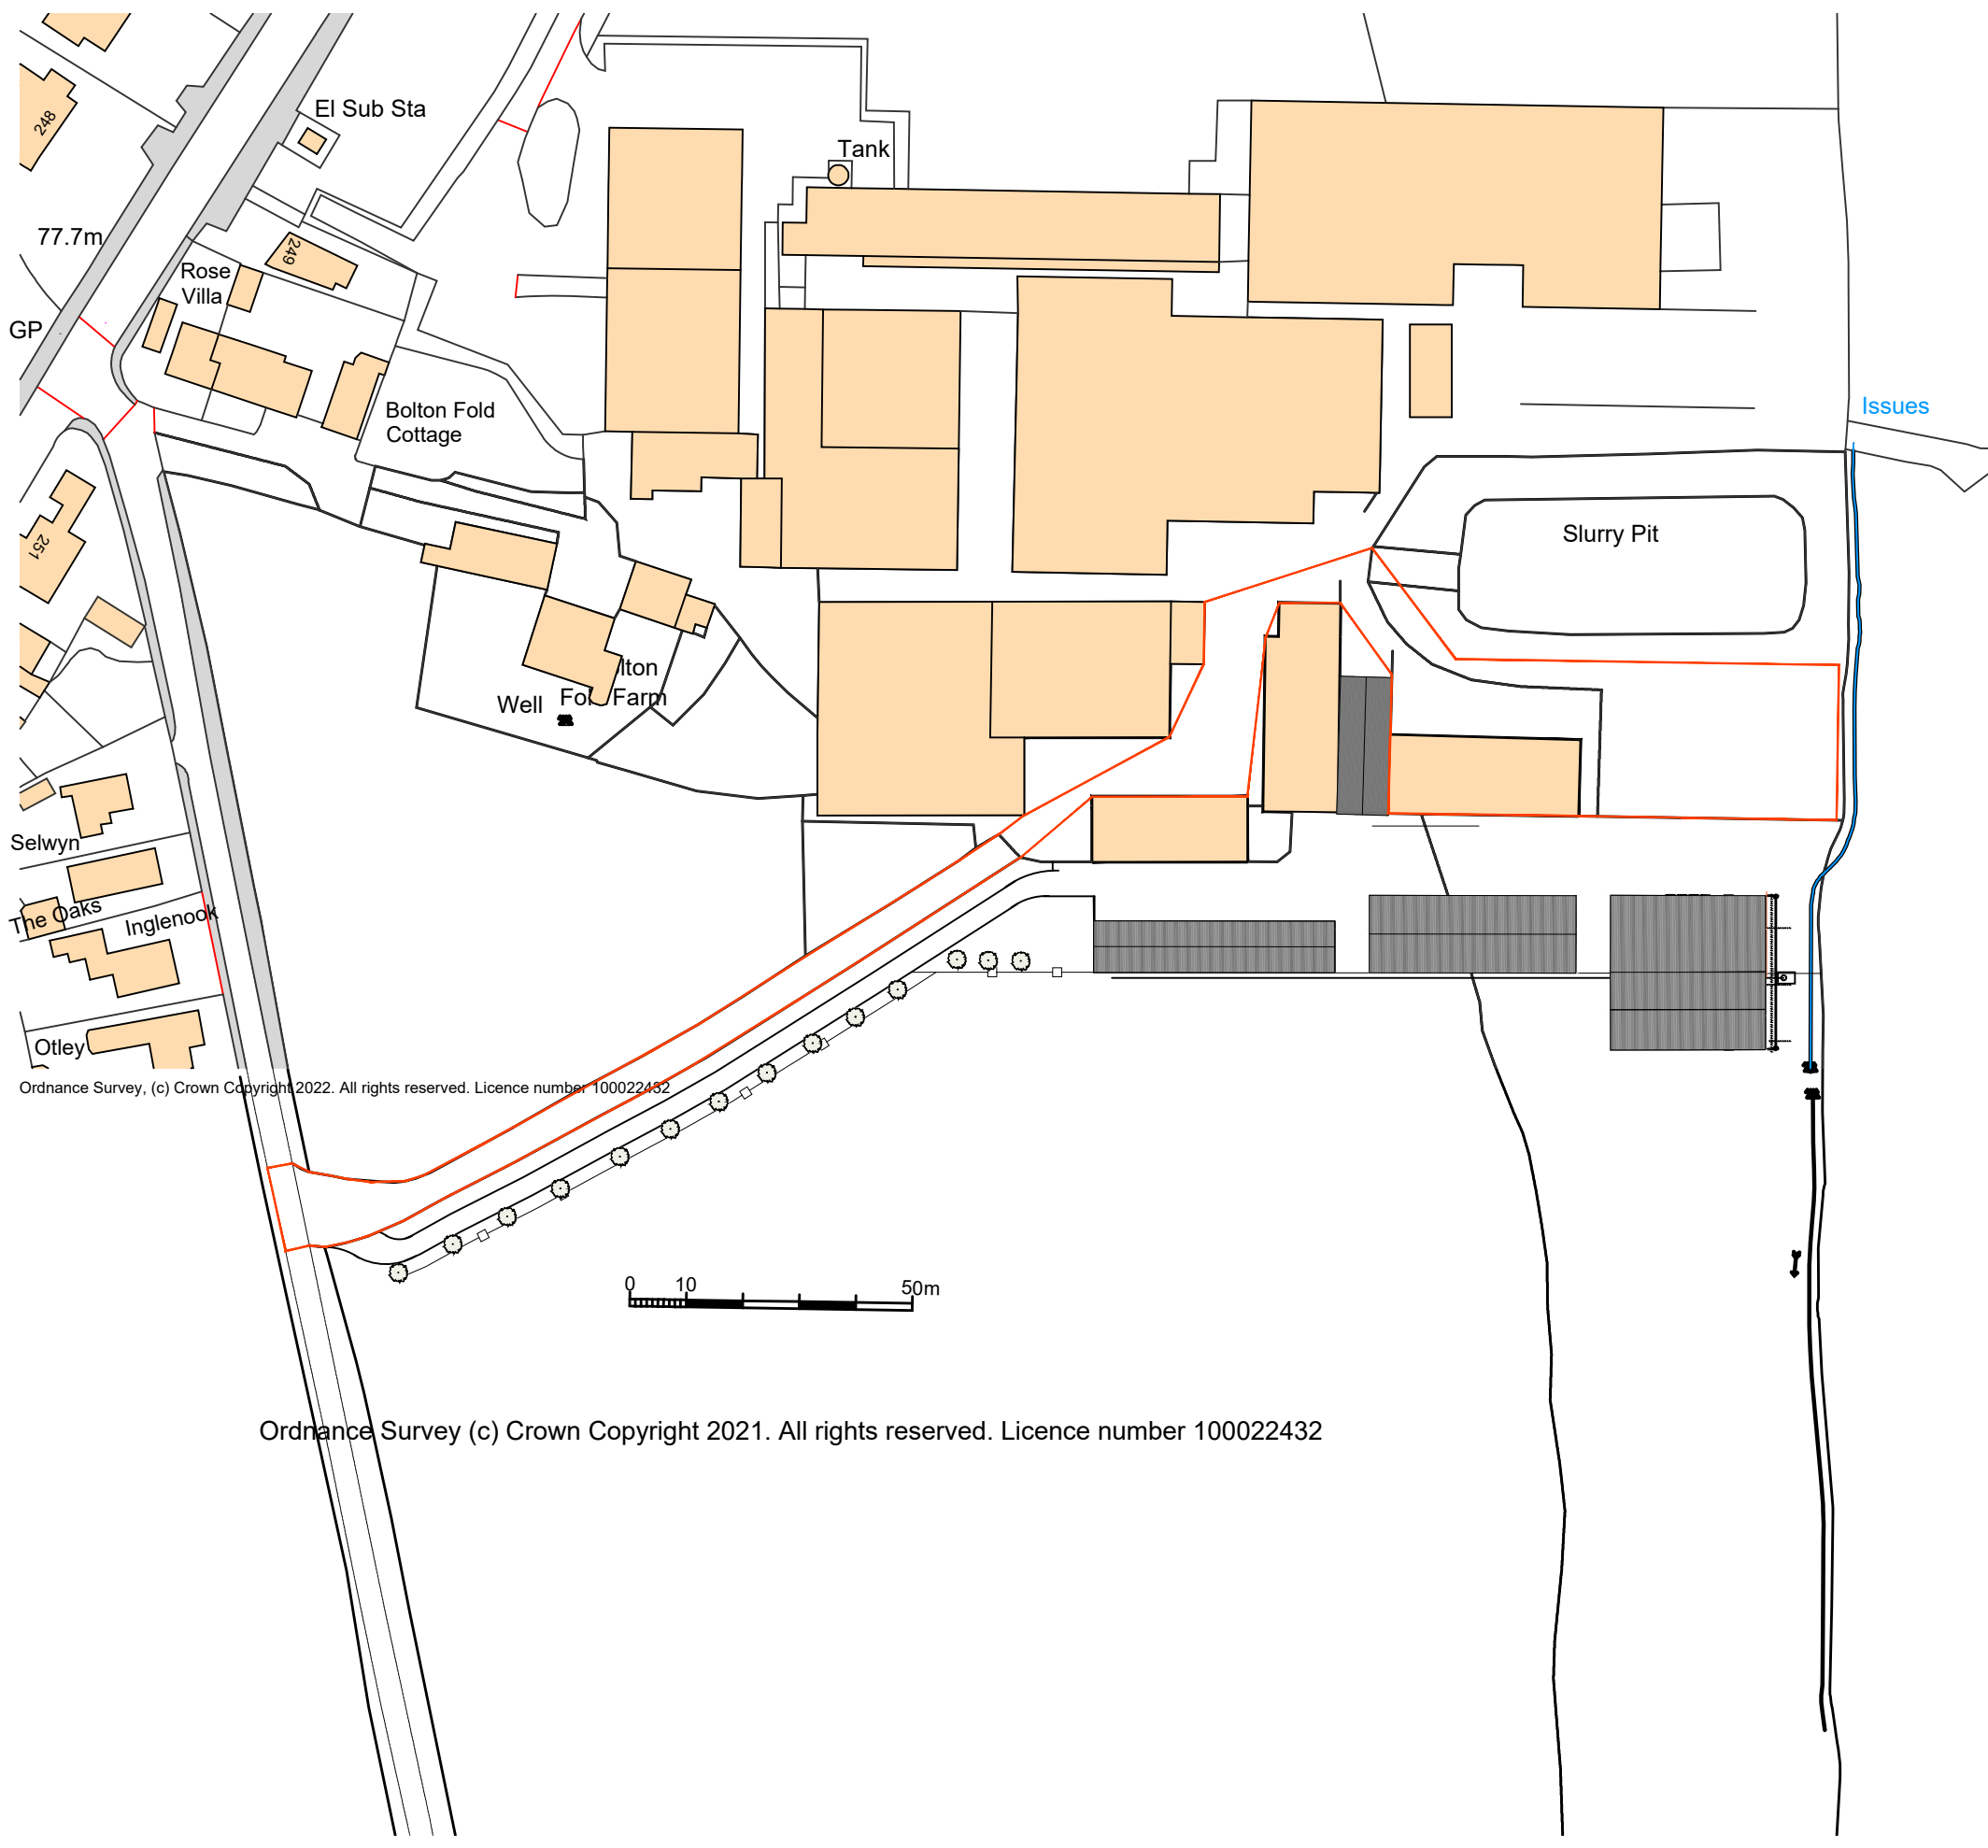 248
El Sub Sta
Tank
77.7m
249
Rose
Villa
GP
Bolton Fold
Cottage
Issues
251
Slurry Pit
lton
Fo Farm
Well
Selwyn
The Oaks
Inglenook
Otley
Ordnance Survey, (c) Crown Copyright 2022. All rights reserved. Licence number 100022432
0 10 50m
Ordnance Survey (c) Crown Copyright 2021. All rights reserved. Licence number 100022432